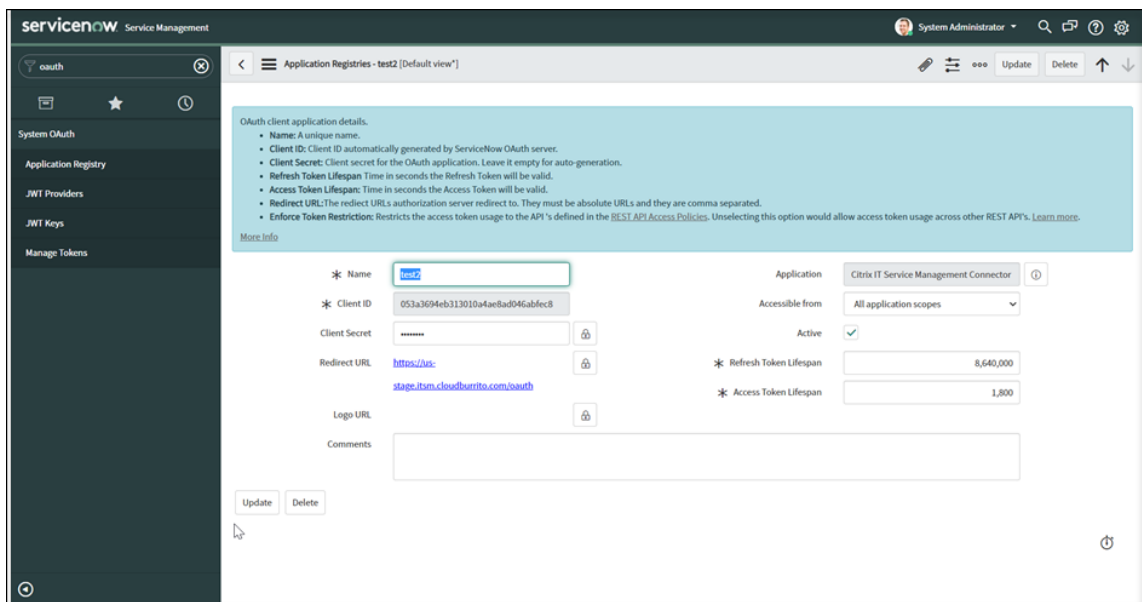 servicenow Service Management
System Administrator
oauth
System OAuth
Application Registry
JWT Providers
JWT Keys
Manage Tokens
Application Registries - test2 [Default view*]
Update
Delete
OAuth client application details.
• Name: A unique name.
• Client ID: Client ID automatically generated by ServiceNow OAuth server.
• Client Secret: Client secret for the OAuth application. Leave it empty for auto-generation.
• Refresh Token Lifespan Time in seconds the Refresh Token will be valid.
• Access Token Lifespan: Time in seconds the Access Token will be valid.
• Redirect URL:The rediect URLs authorization server redirect to. They must be absolute URLs and they are comma separated.
• Enforce Token Restriction: Restricts the access token usage to the API 's defined in the REST API Access Policies. Unselecting this option would allow access token usage across other REST API's. Learn more.
More Info
Name
test2
Client ID
053a3694eb313010a4ae8ad046abfec8
Client Secret
••••••••
Redirect URL
https://us-
stage.itsm.cloudburrito.com/oauth
Logo URL
Comments
Application
Citrix IT Service Management Connector
Accessible from
All application scopes
Active
Refresh Token Lifespan
8,640,000
Access Token Lifespan
1,800
Update
Delete